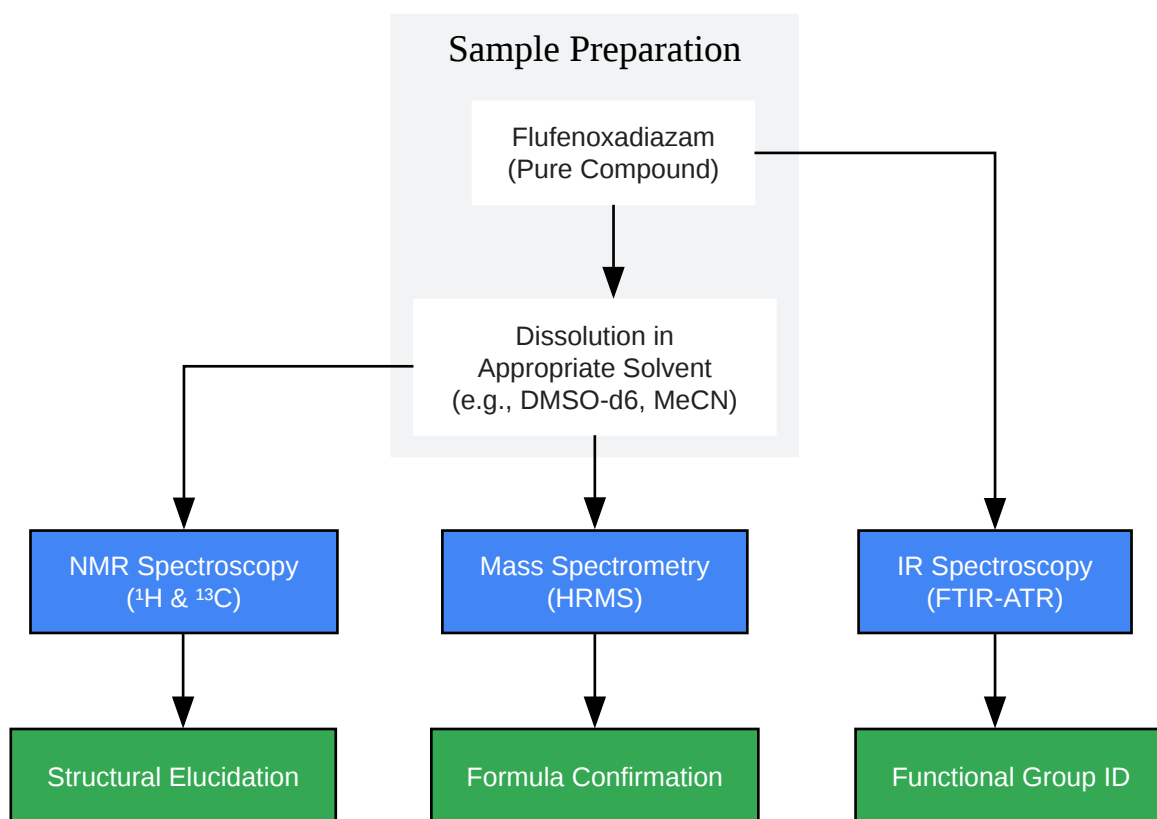 Sample Preparation
Flufenoxadiazam
(Pure Compound)
Dissolution in
Appropriate Solvent
(e.g., DMSO-d6, MeCN)
NMR Spectroscopy
(¹H & ¹³C)
Mass Spectrometry
(HRMS)
IR Spectroscopy
(FTIR-ATR)
Structural Elucidation
Formula Confirmation
Functional Group ID